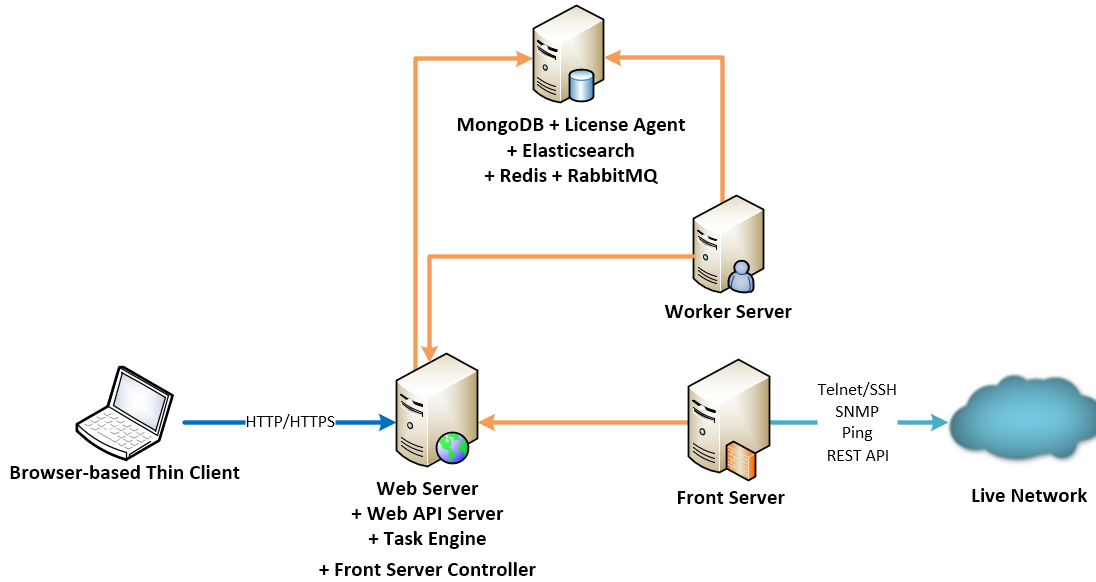 MongoDB + License Agent
+ Elasticsearch
+ Redis + RabbitMQ
Worker Server
Browser-based Thin Client
HTTP/HTTPS
Web Server
+ Web API Server
+ Task Engine
+ Front Server Controller
Front Server
Telnet/SSH
SNMP
Ping
REST API
Live Network